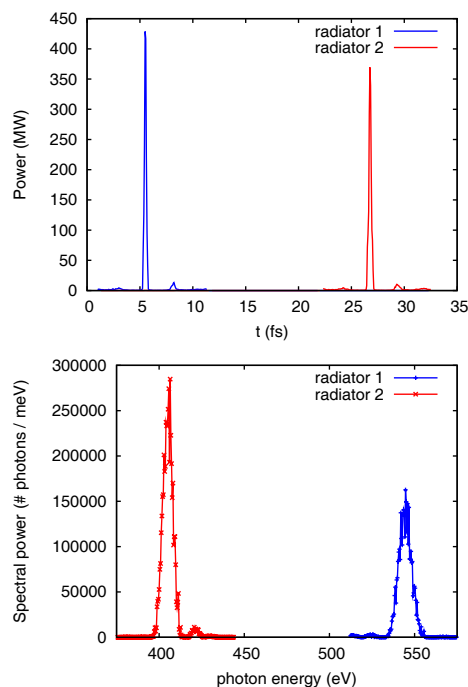 450
400
350
300
250
200
150
100
50
0
Power (MW)
radiator 1
radiator 2
0 5 10 15 20 25 30 35
t (fs)
300000
250000
200000
150000
100000
50000
0
Spectral power (# photons / meV)
radiator 1
radiator 2
400 450 500 550
photon energy (eV)